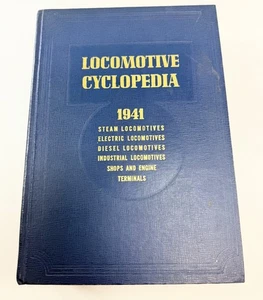 LOCOMOTIVE
CYCLOPEDIA
1941
STEAM LOCOMOTIVES
ELECTRIC LOCOMOTIVES
DIESEL LOCOMOTIVES
INDUSTRIAL LOCOMOTIVES
SHOPS AND ENGINE
TERMINALS